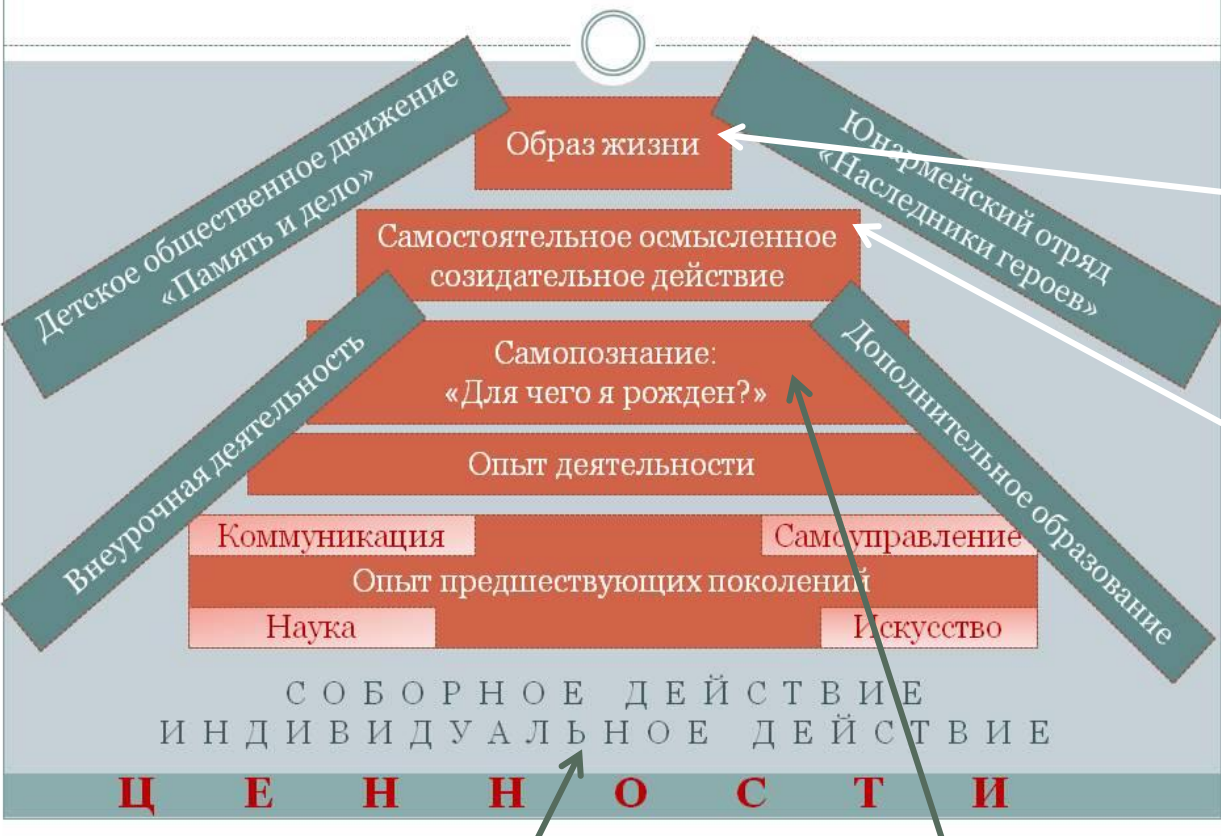 Детское общественное движение
«Память и дело»
Юнармейский отряд
«Наследники героев»
Образ жизни
Самостоятельное осмысленное
созидательное действие
Внеурочная деятельность
Дополнительное образование
Самопознание:
«Для чего я рожден?»
Опыт деятельности
Коммуникация
Самоуправление
Опыт предшествующих поколений
Наука
Искусство
СОБОРНОЕ ДЕЙСТВИЕ
ИНДИВИДУАЛЬНОЕ ДЕЙСТВИЕ
ЦЕННОСТИ